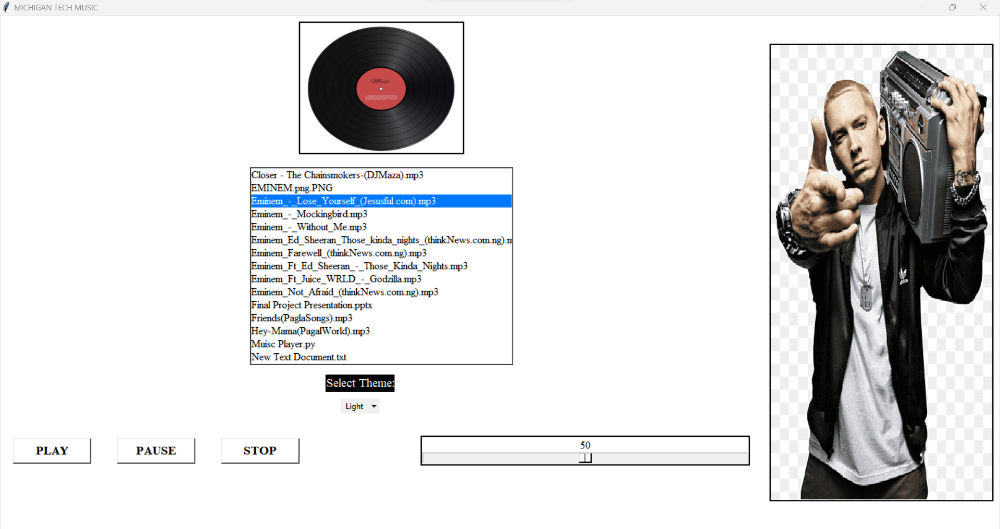 MICHIGAN TECH MUSIC
Music
Closer - The Chainsmokers-(DJMaza).mp3
EMINEM.png.PNG
Eminem_-_Lose_Yourself_(Jesusful.com).mp3
Eminem_-_Mockingbird.mp3
Eminem_-_Without_Me.mp3
Eminem_Ed_Sheeran_Those_kinda_nights_(thinkNews.com.ng).m
Eminem_Farewell_(thinkNews.com.ng).mp3
Eminem_Ft_Ed_Sheeran_-_Those_Kinda_Nights.mp3
Eminem_Ft_Juice_WRLD_-_Godzilla.mp3
Eminem_Not_Afraid_(thinkNews.com.ng).mp3
Final Project Presentation.pptx
Friends(PaglaSongs).mp3
Hey-Mama(PagalWorld).mp3
Muisc Player.py
New Text Document.txt
Select Theme:
Light
PLAY
PAUSE
STOP
50
adidas